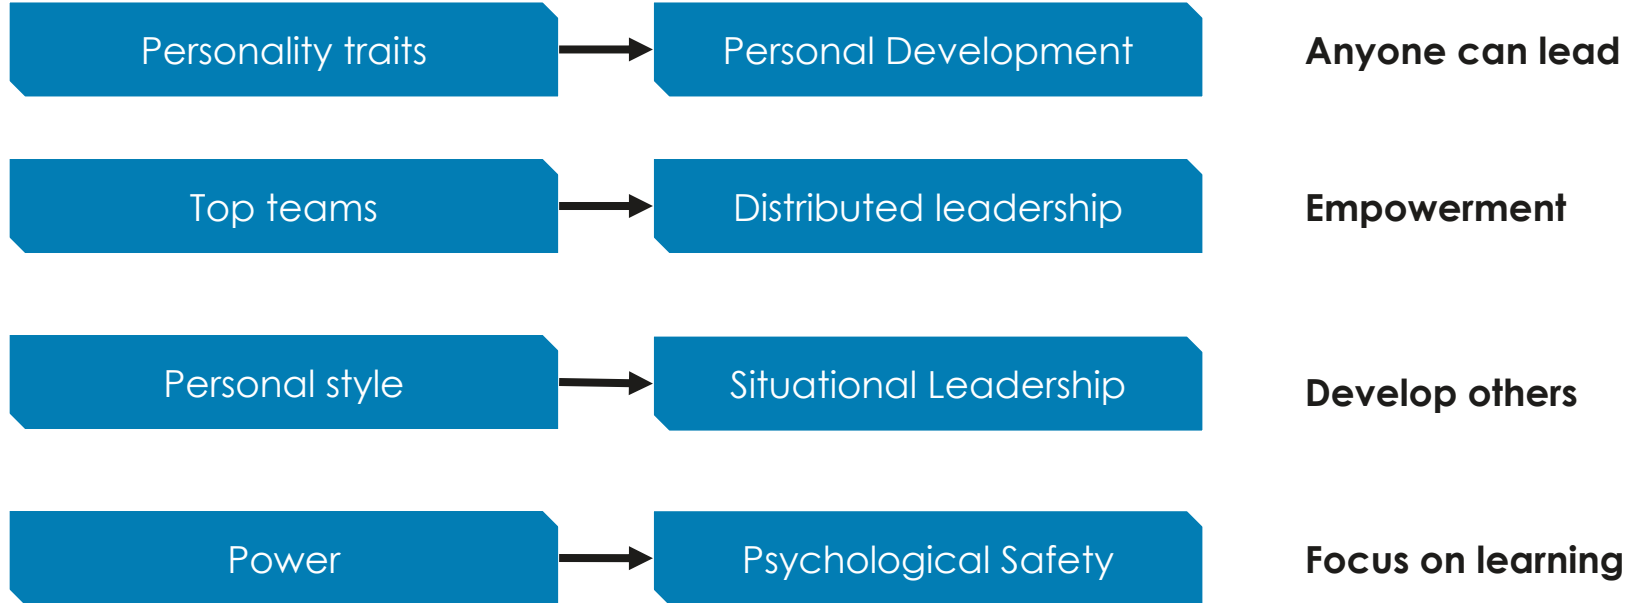 Personality traits
Personal Development
Anyone can lead
Top teams
Distributed leadership
Empowerment
Personal style
Situational Leadership
Develop others
Power
Psychological Safety
Focus on learning